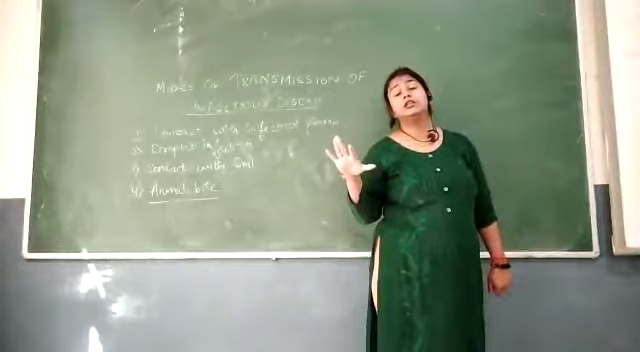 MODES OF TRANSMISSION OF
INFECTIOUS DISEASE
1) Contact with infected person
2) Droplet infection
3) Contact with Soil
4) Animal bite